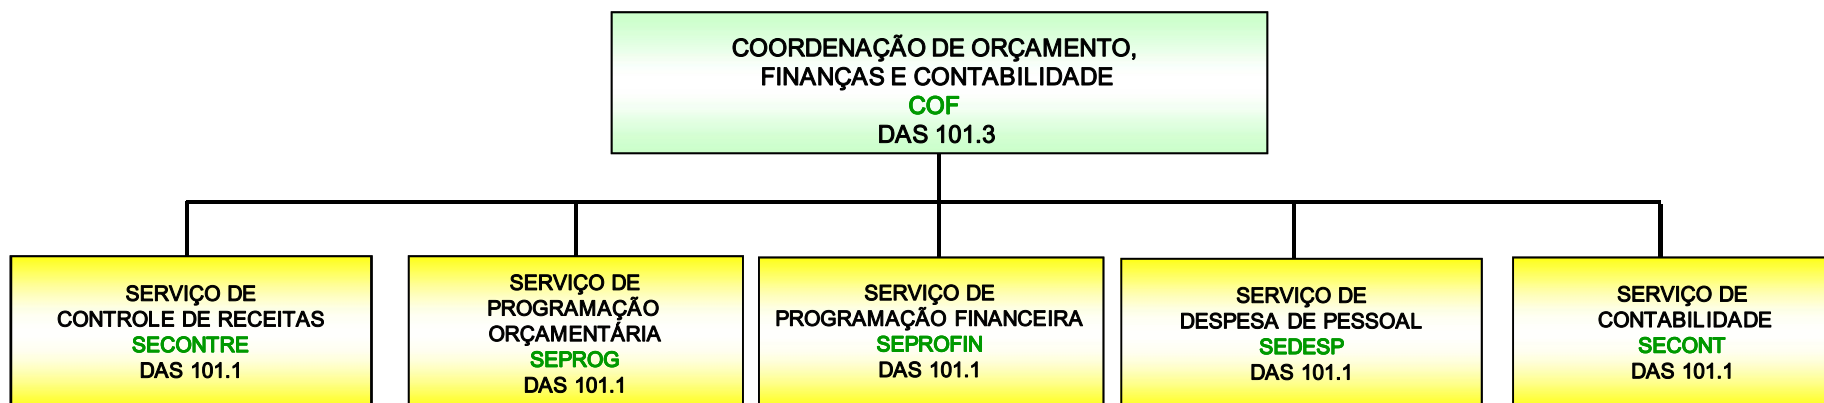 COORDENAÇÃO DE ORÇAMENTO,
FINANÇAS E CONTABILIDADE
COF
DAS 101.3
SERVIÇO DE
CONTROLE DE RECEITAS
SECONTRE
DAS 101.1
SERVIÇO DE
PROGRAMAÇÃO
ORÇAMENTÁRIA
SEPROG
DAS 101.1
SERVIÇO DE
PROGRAMAÇÃO FINANCEIRA
SEPROFIN
DAS 101.1
SERVIÇO DE
DESPESA DE PESSOAL
SEDESP
DAS 101.1
SERVIÇO DE
CONTABILIDADE
SECONT
DAS 101.1